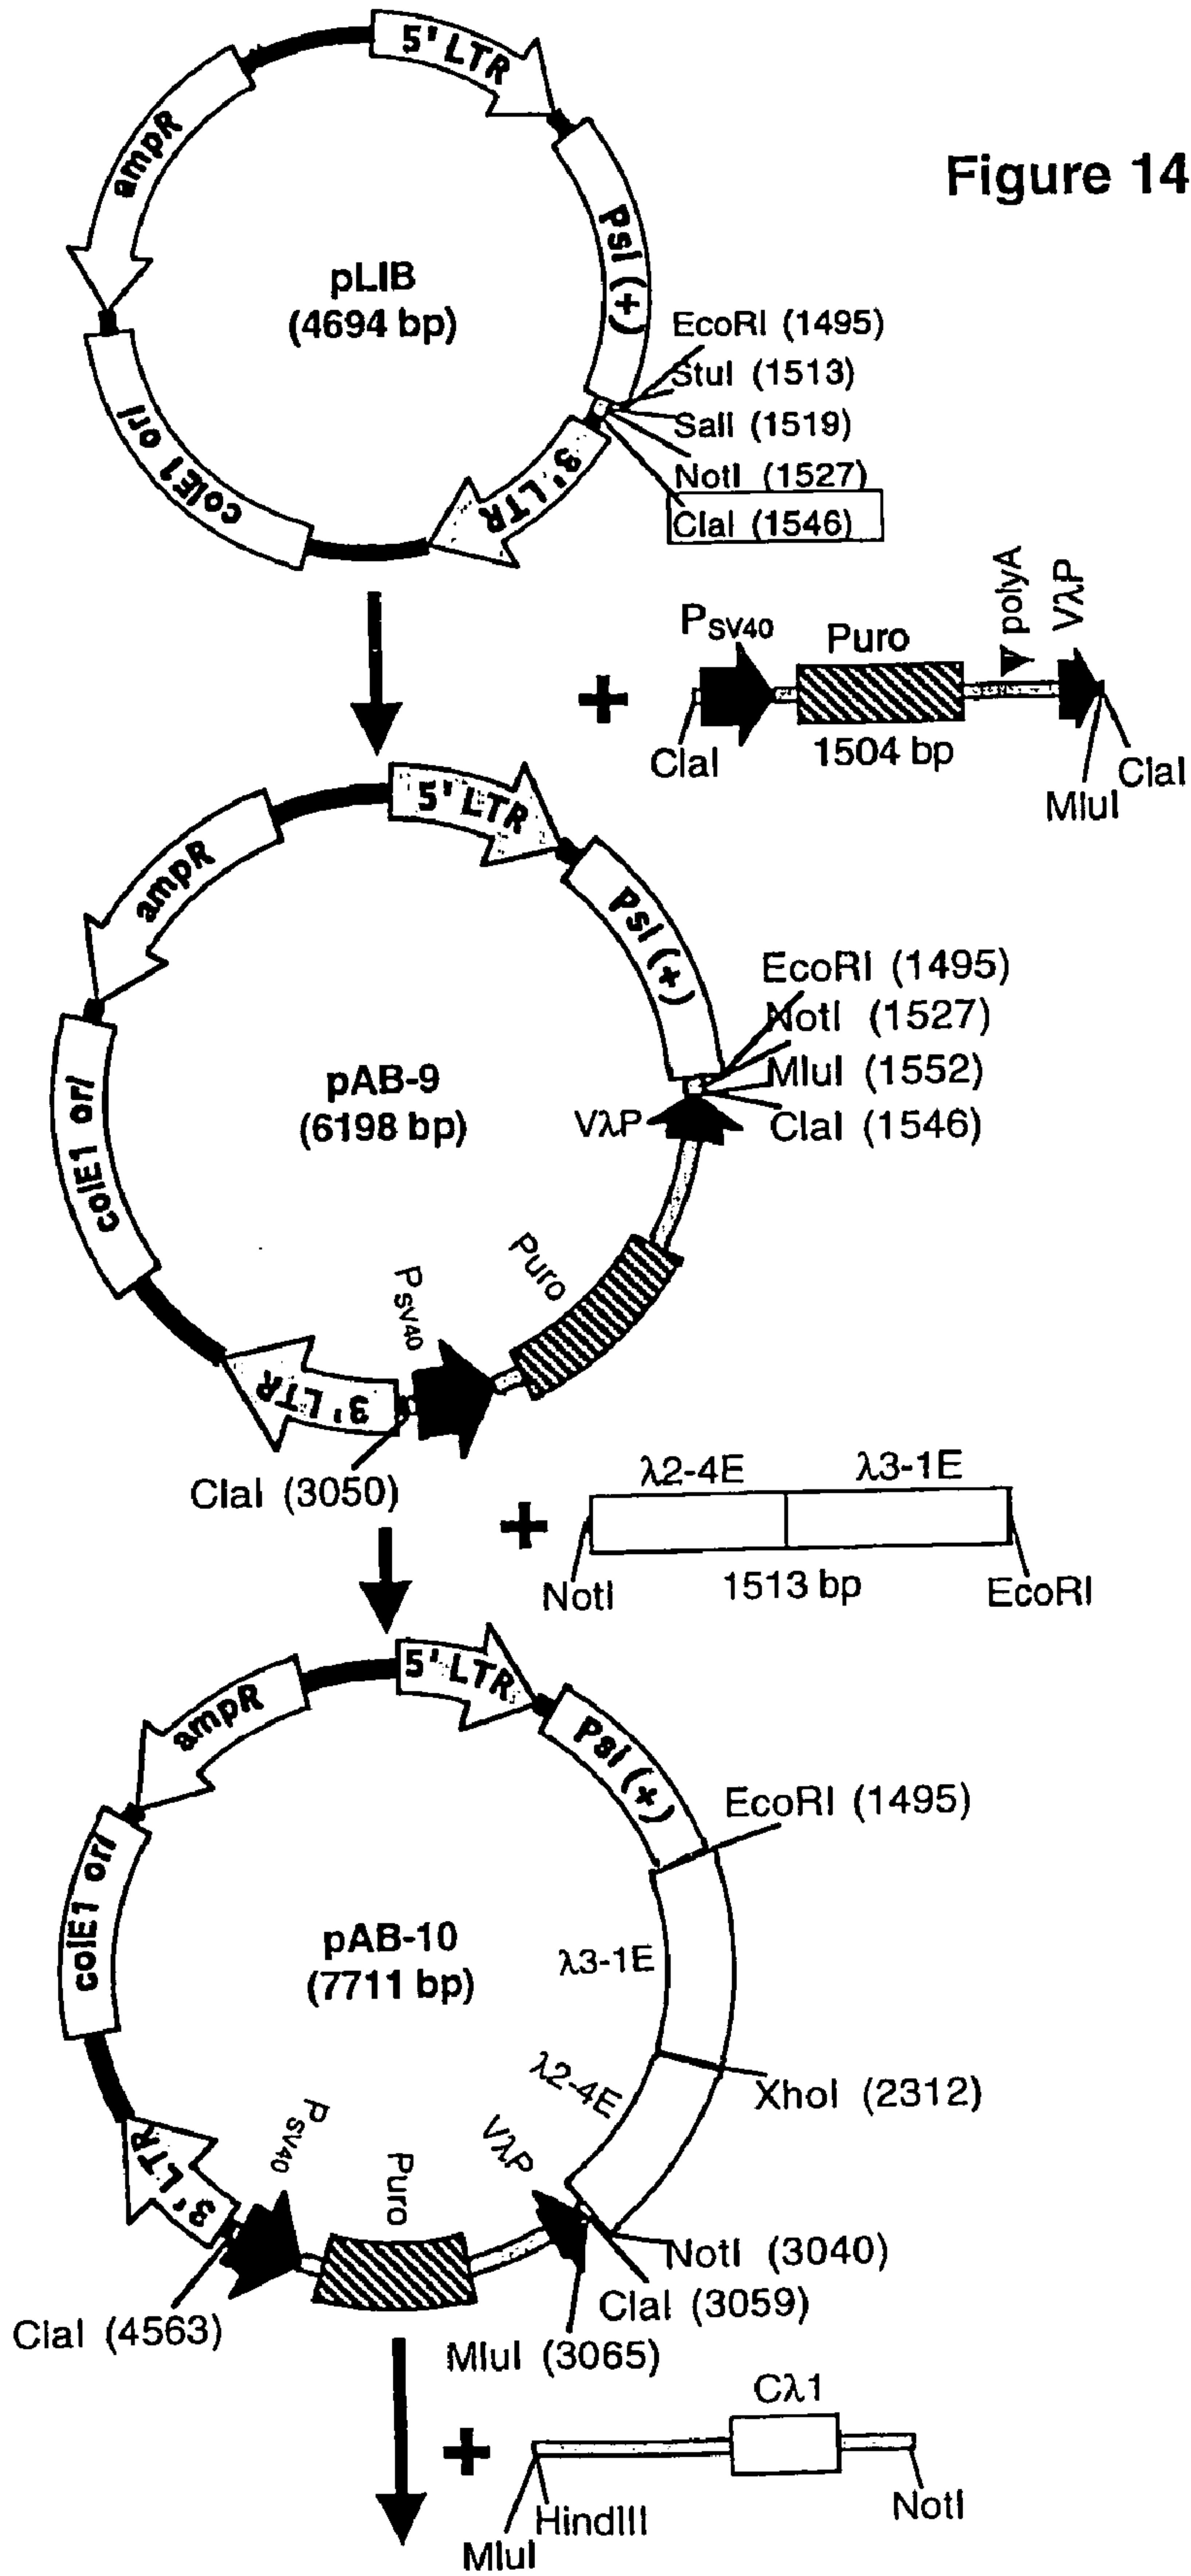 Figure 14
5' LTR
ampR
Psi (+)
pLIB
(4694 bp)
EcoRI (1495)
StuI (1513)
SalI (1519)
NotI (1527)
ClaI (1546)
3' LTR
colE1 ori
polyA
VλP
PSV40
Puro
+
ClaI
1504 bp
ClaI
MluI
5' LTR
ampR
Psi (+)
EcoRI (1495)
NotI (1527)
MluI (1552)
ClaI (1546)
pAB-9
(6198 bp)
VλP
colE1 ori
Puro
PSV40
3' LTR
ClaI (3050)
λ2-4E
λ3-1E
+
NotI
1513 bp
EcoRI
5' LTR
ampR
Psi (+)
EcoRI (1495)
colE1 ori
pAB-10
(7711 bp)
λ3-1E
λ2-4E
XhoI (2312)
VλP
PSV40
Puro
3' LTR
NotI (3040)
ClaI (3059)
ClaI (4563)
MluI (3065)
Cλ1
+
HindIII
NotI
MluI